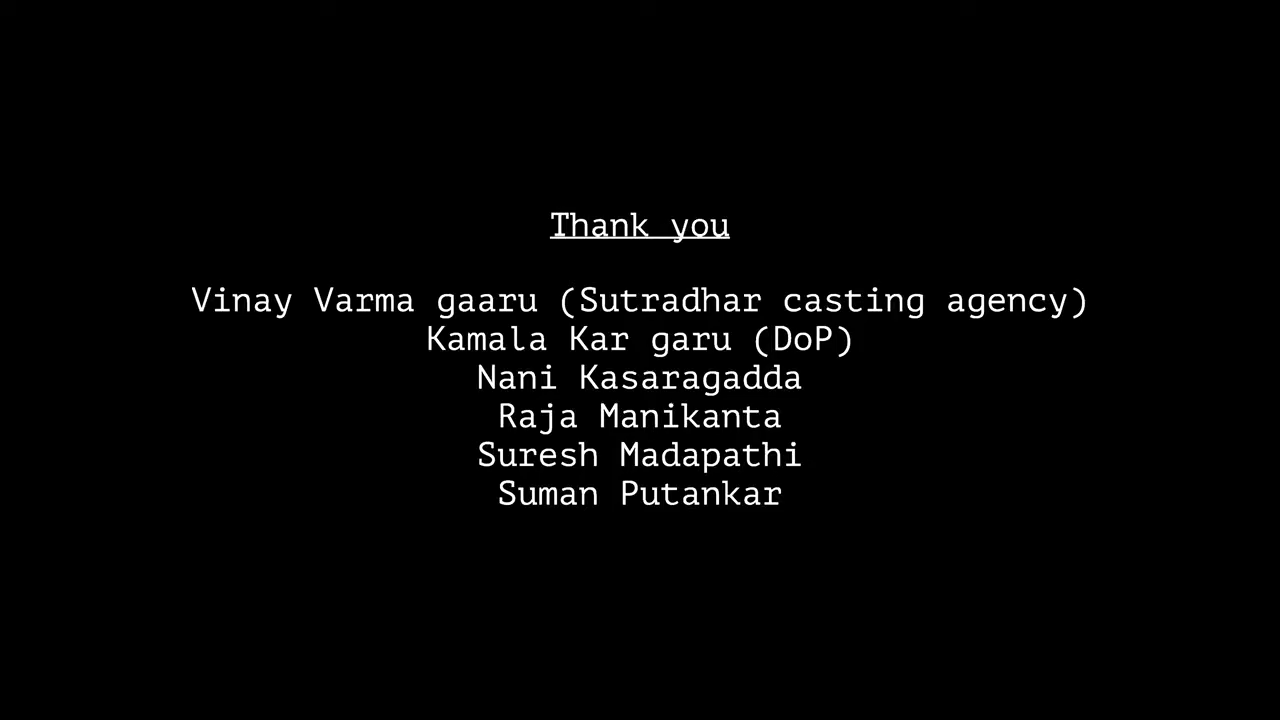 Thank you
Vinay Varma gaaru (Sutradhar casting agency)
Kamala Kar garu (DoP)
Nani Kasaragadda
Raja Manikanta
Suresh Madapathi
Suman Putankar